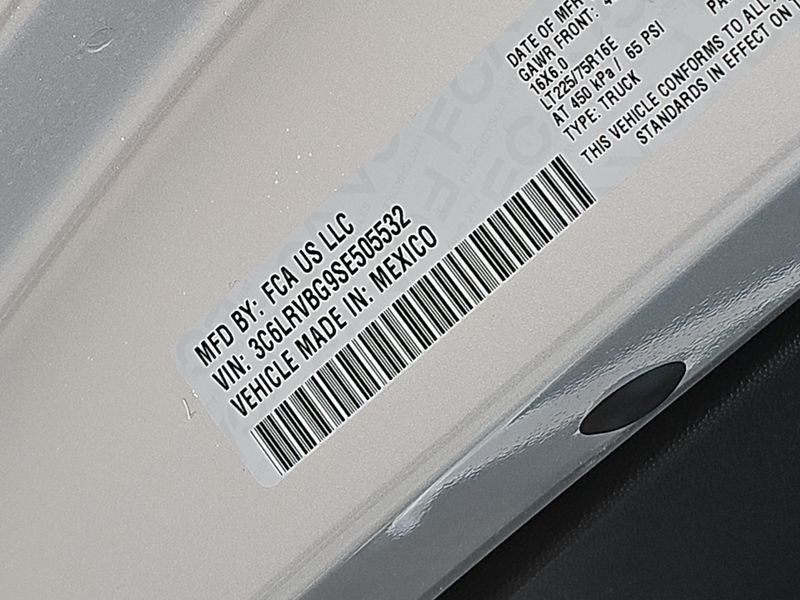 DATE OF MFR
GAWR FRONT: 4
16X6.0
LT225/75R16E
AT 450 kPa / 65 PSI
TYPE: TRUCK
THIS VEHICLE CONFORMS TO ALL
STANDARDS IN EFFECT ON
MFD BY: FCA US LLC
VIN: 3C6LRVBG9SE505532
VEHICLE MADE IN: MEXICO